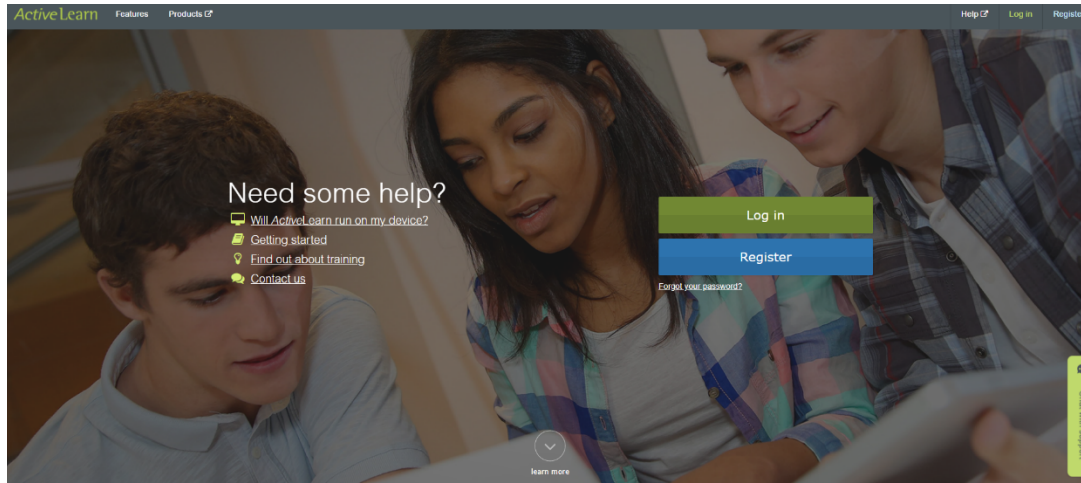 ActiveLearn Features Products Help Log in Register
Need some help?
Will ActiveLearn run on my device?
Getting started
Find out about training
Contact us
Log in
Register
Forgot your password?
learn more